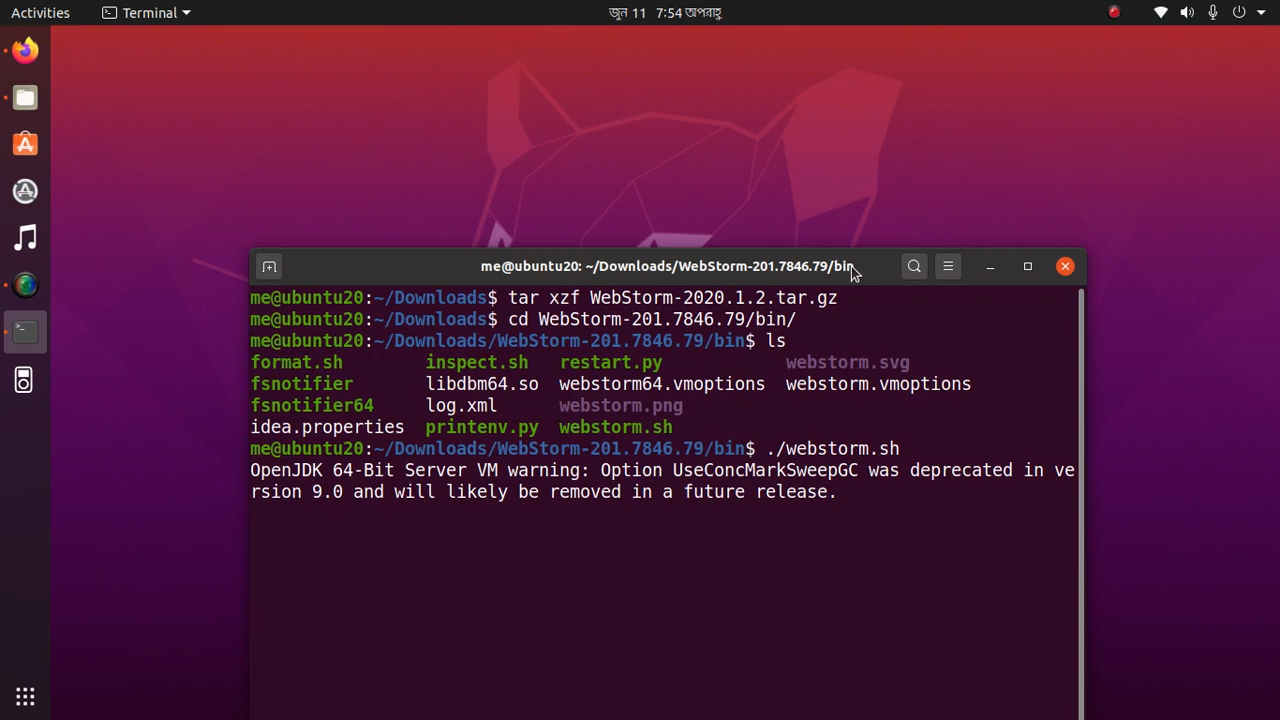 Activities Terminal জুন 11 7:54 অপরাহ্ণ
me@ubuntu20: ~/Downloads/WebStorm-201.7846.79/bin
me@ubuntu20:~/Downloads$ tar xzf WebStorm-2020.1.2.tar.gz
me@ubuntu20:~/Downloads$ cd WebStorm-201.7846.79/bin/
me@ubuntu20:~/Downloads/WebStorm-201.7846.79/bin$ ls
format.sh inspect.sh restart.py webstorm.svg
fsnotifier libdbm64.so webstorm64.vmoptions webstorm.vmoptions
fsnotifier64 log.xml webstorm.png
idea.properties printenv.py webstorm.sh
me@ubuntu20:~/Downloads/WebStorm-201.7846.79/bin$ ./webstorm.sh
OpenJDK 64-Bit Server VM warning: Option UseConcMarkSweepGC was deprecated in ve
rsion 9.0 and will likely be removed in a future release.